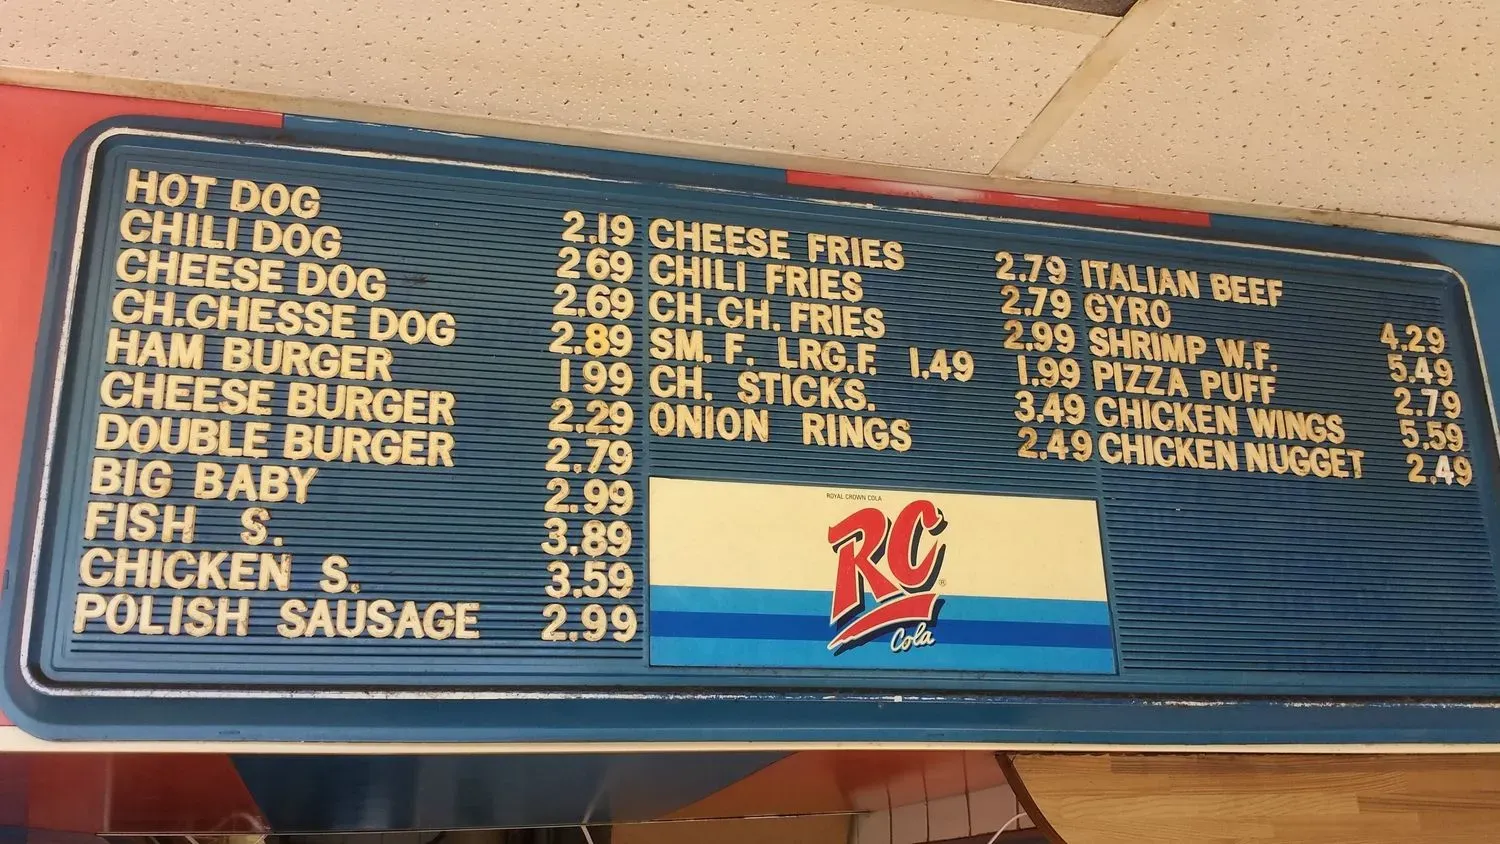 HOT DOG 2.19
CHILI DOG 2 69
CHEESE DOG 2.69
CH.CHESSE DOG 2.89
HAM BURGER 1 99
CHEESE BURGER 2.29
DOUBLE BURGER 2.79
BIG BABY 2.99
FISH S. 3.89
CHICKEN S. 3.59
POLISH SAUSAGE 2.99
CHEESE FRIES 2.79
CHILI FRIES 2.79
CH.CH. FRIES 2.99
SM. F. LRG.F. 1.49 1.99
CH. STICKS. 3.49
ONION RINGS 2.49
ROYAL CROWN COLA
RC®
Cola
ITALIAN BEEF
GYRO 4.29
SHRIMP W.F. 5.49
PIZZA PUFF 2.79
CHICKEN WINGS 5.59
CHICKEN NUGGET 2.49